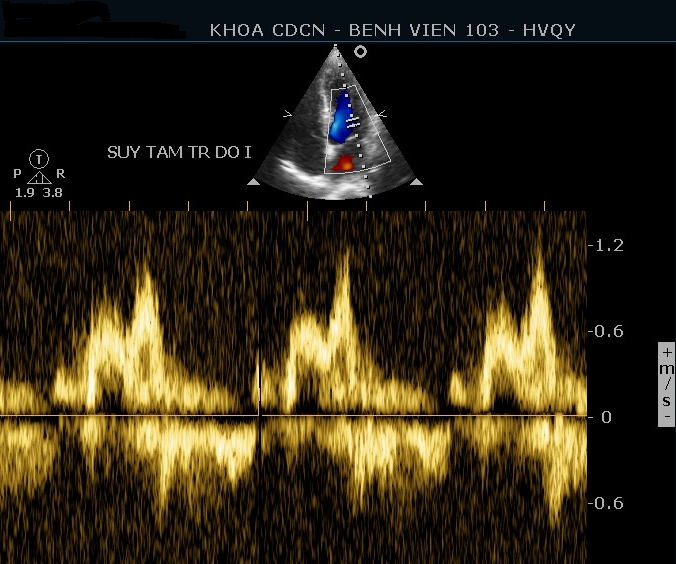 KHOA CDCN - BENH VIEN 103 - HVQY
SUY TAM TR DO I
T
P R
1.9 3.8
-1.2
-0.6
- 0
-0.6
+
m
/
s
-